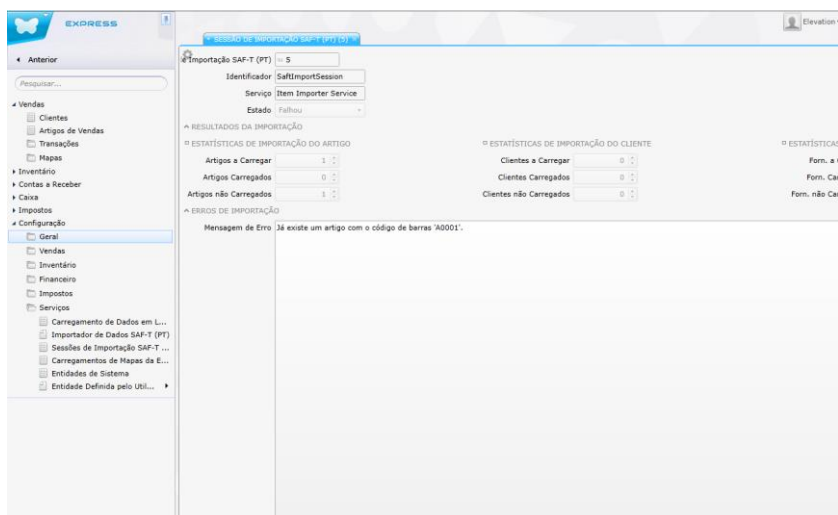 EXPRESS
Elevation
SESSÃO DE IMPORTAÇÃO SAF-T (PT) (5)
Anterior
Importação SAF-T (PT) 5
Identificador SaftImportSession
Pesquisar...
Serviço Item Importer Service
Estado Falhou
Vendas
Clientes
Artigos de Vendas
Transações
Mapas
Inventário
Contas a Receber
Caixa
Impostos
Configuração
Geral
Vendas
Inventário
Financeiro
Impostos
Serviços
Carregamento de Dados em L...
Importador de Dados SAF-T (PT)
Sessões de Importação SAF-T ...
Carregamentos de Mapas da E...
Entidades de Sistema
Entidade Definida pelo Util...
RESULTADOS DA IMPORTAÇÃO
ESTATÍSTICAS DE IMPORTAÇÃO DO ARTIGO
Artigos a Carregar 1
Artigos Carregados 0
Artigos não Carregados 1
ESTATÍSTICAS DE IMPORTAÇÃO DO CLIENTE
Clientes a Carregar 0
Clientes Carregados 0
Clientes não Carregados 0
ESTATÍSTICAS
Forn. a
Forn. Car
Forn. não Car
ERROS DE IMPORTAÇÃO
Mensagem de Erro Já existe um artigo com o código de barras 'A0001'.